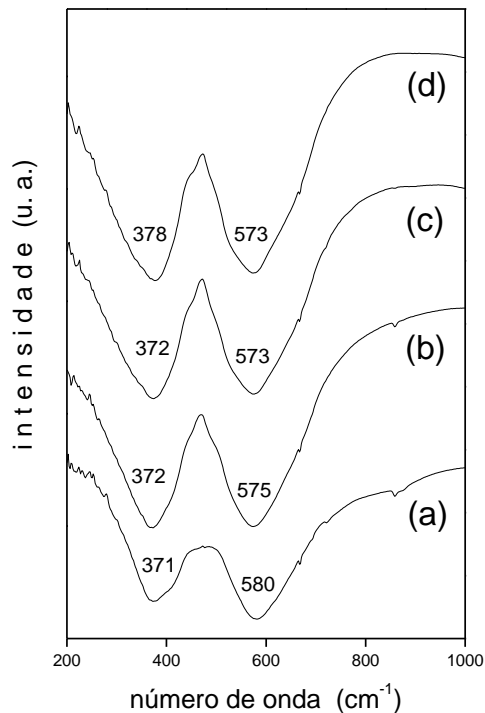 (d)
378 573
(c)
372 573
(b)
372 575
(a)
371 580
200 400 600 800 1000
número de onda (cm⁻¹)
intensidade (u. a.)